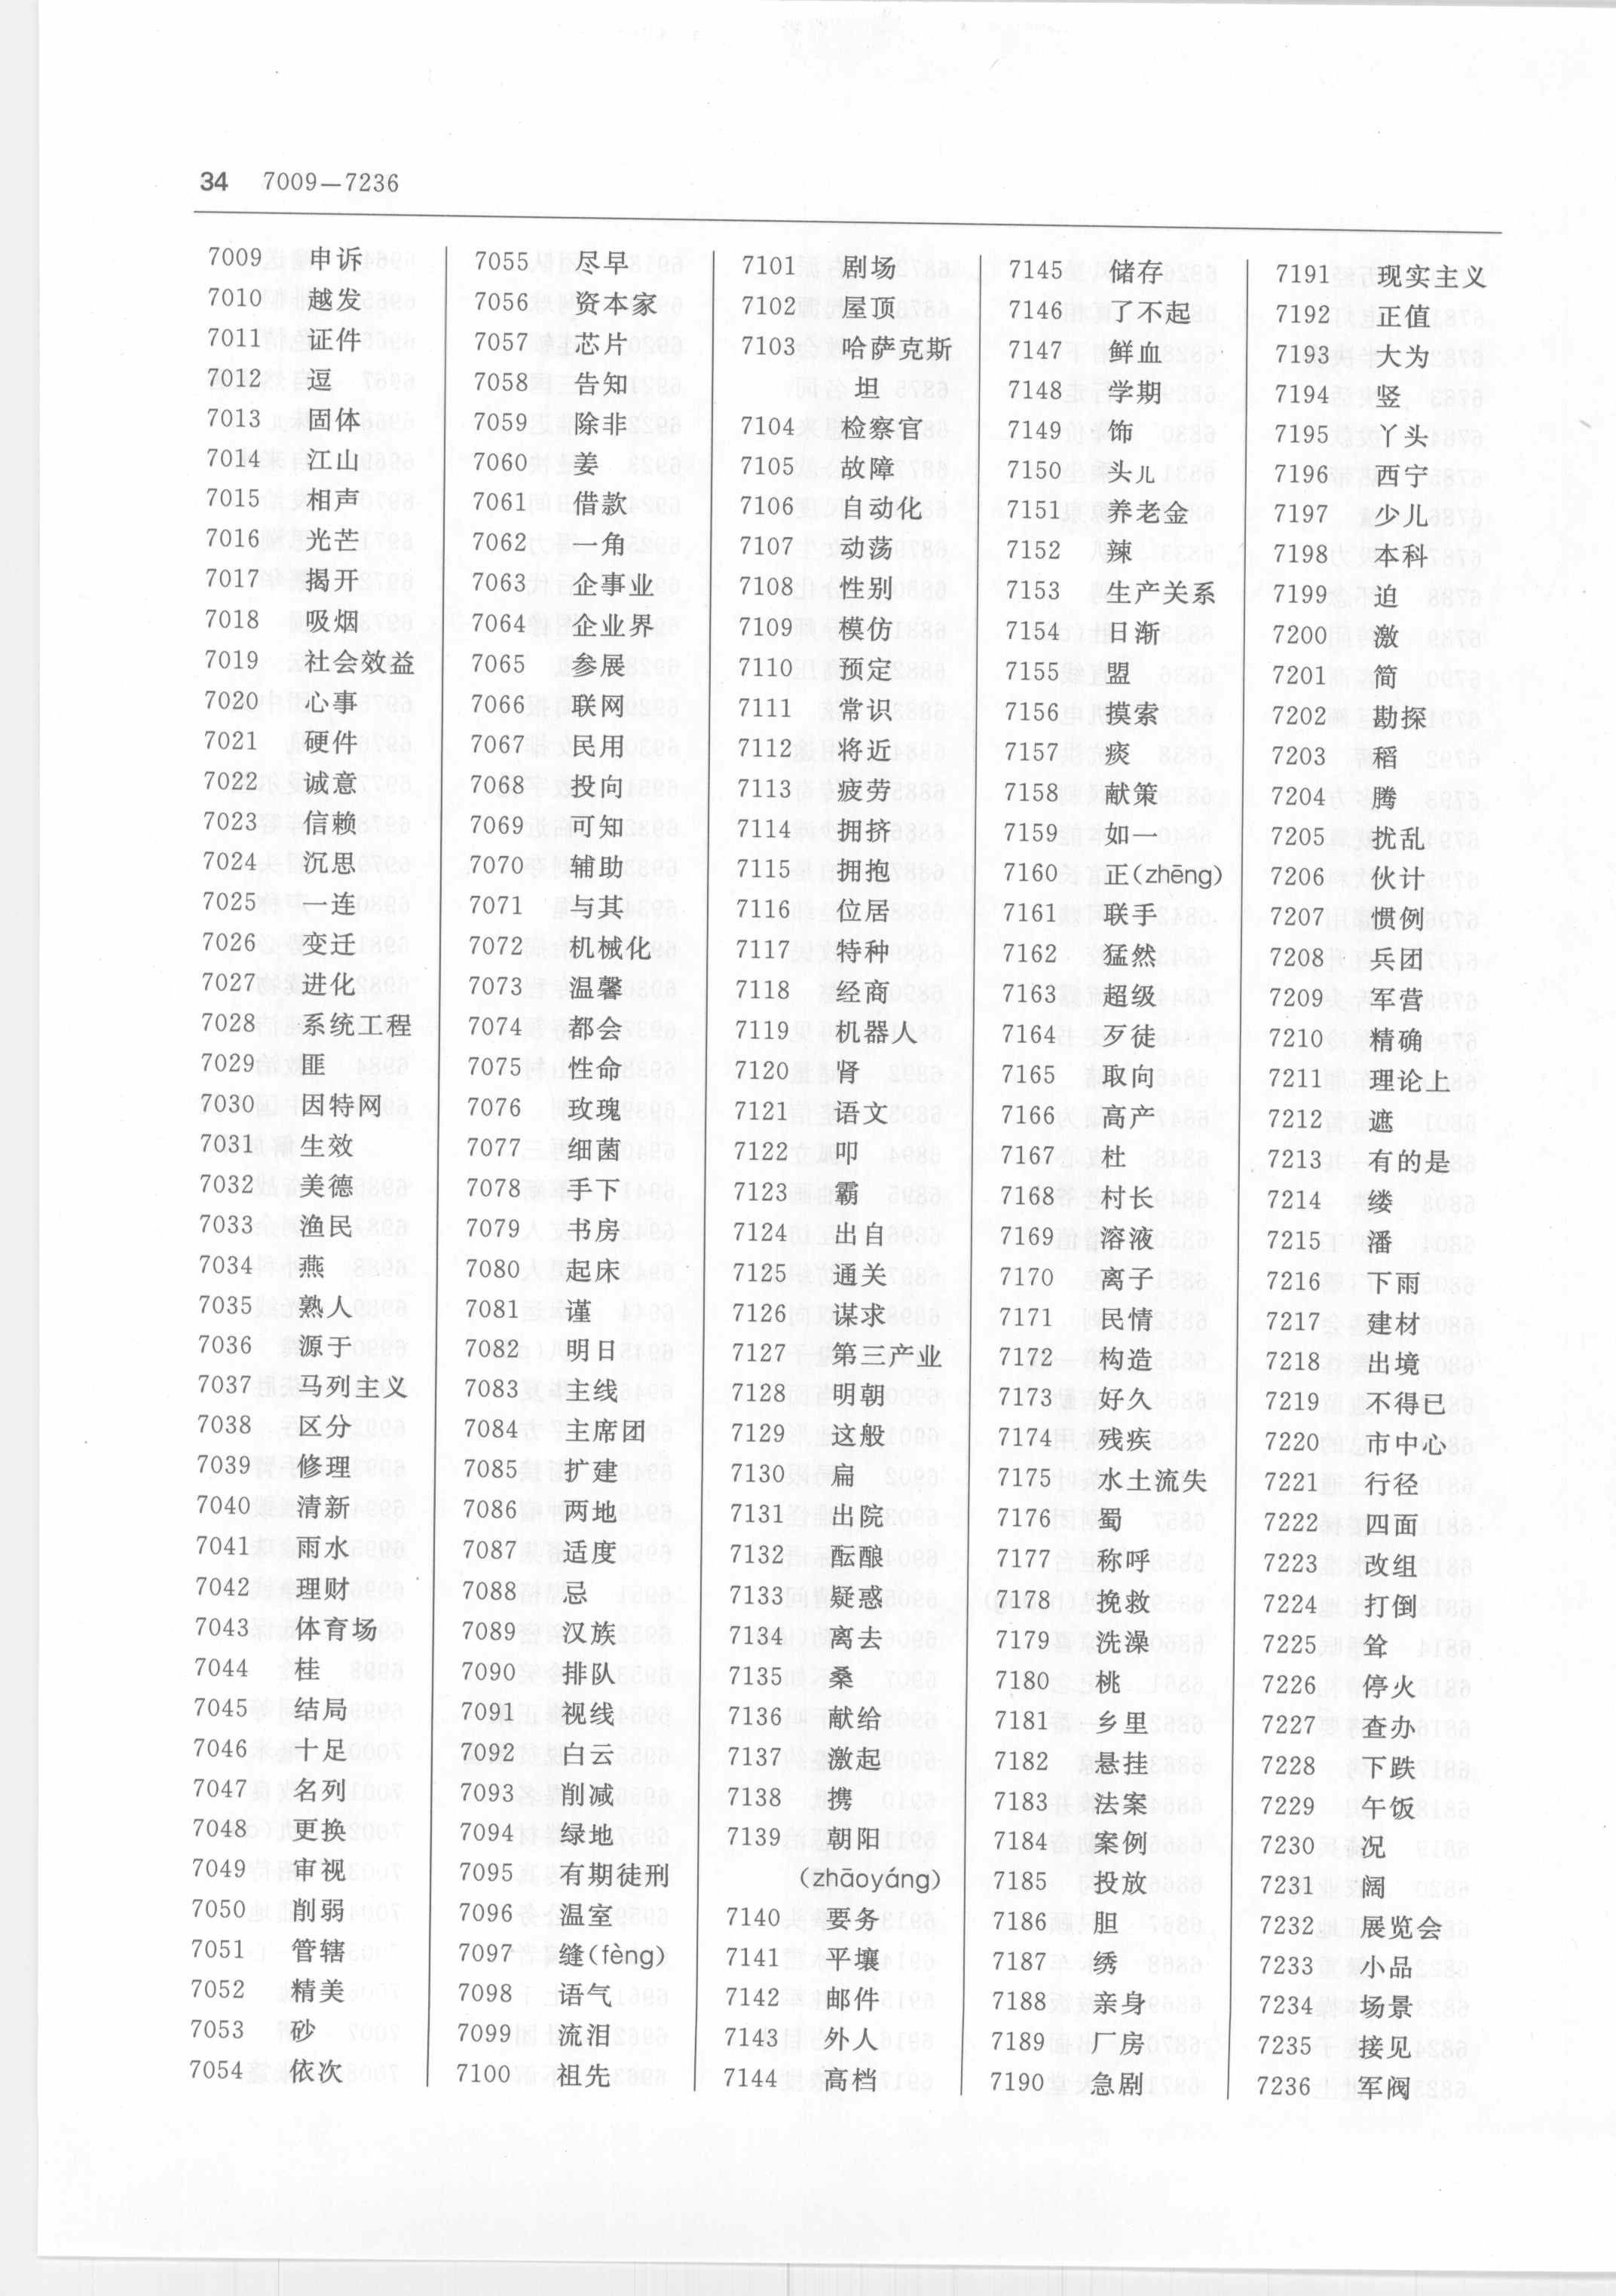 34 7009—7236
7009 申诉
7010 越发
7011 证件
7012 逗
7013 固体
7014 江山
7015 相声
7016 光芒
7017 揭开
7018 吸烟
7019 社会效益
7020 心事
7021 硬件
7022 诚意
7023 信赖
7024 沉思
7025 一连
7026 变迁
7027 进化
7028 系统工程
7029 匪
7030 因特网
7031 生效
7032 美德
7033 渔民
7034 燕
7035 熟人
7036 源于
7037 马列主义
7038 区分
7039 修理
7040 清新
7041 雨水
7042 理财
7043 体育场
7044 桂
7045 结局
7046 十足
7047 名列
7048 更换
7049 审视
7050 削弱
7051 管辖
7052 精美
7053 砂
7054 依次
7055 尽早
7056 资本家
7057 芯片
7058 告知
7059 除非
7060 姜
7061 借款
7062 一角
7063 企事业
7064 企业界
7065 参展
7066 联网
7067 民用
7068 投向
7069 可知
7070 辅助
7071 与其
7072 机械化
7073 温馨
7074 都会
7075 性命
7076 玫瑰
7077 细菌
7078 手下
7079 书房
7080 起床
7081 谨
7082 明日
7083 主线
7084 主席团
7085 扩建
7086 两地
7087 适度
7088 忌
7089 汉族
7090 排队
7091 视线
7092 白云
7093 削减
7094 绿地
7095 有期徒刑
7096 温室
7097 缝(fèng)
7098 语气
7099 流泪
7100 祖先
7101 剧场
7102 屋顶
7103 哈萨克斯
坦
7104 检察官
7105 故障
7106 自动化
7107 动荡
7108 性别
7109 模仿
7110 预定
7111 常识
7112 将近
7113 疲劳
7114 拥挤
7115 拥抱
7116 位居
7117 特种
7118 经商
7119 机器人
7120 肾
7121 语文
7122 叩
7123 霸
7124 出自
7125 通关
7126 谋求
7127 第三产业
7128 明朝
7129 这般
7130 扁
7131 出院
7132 酝酿
7133 疑惑
7134 离去
7135 桑
7136 献给
7137 激起
7138 携
7139 朝阳
(zhāoyáng)
7140 要务
7141 平壤
7142 邮件
7143 外人
7144 高档
7145 储存
7146 了不起
7147 鲜血
7148 学期
7149 饰
7150 头儿
7151 养老金
7152 辣
7153 生产关系
7154 日渐
7155 盟
7156 摸索
7157 痰
7158 献策
7159 如一
7160 正(zhēng)
7161 联手
7162 猛然
7163 超级
7164 歹徒
7165 取向
7166 高产
7167 杜
7168 村长
7169 溶液
7170 离子
7171 民情
7172 构造
7173 好久
7174 残疾
7175 水土流失
7176 蜀
7177 称呼
7178 挽救
7179 洗澡
7180 桃
7181 乡里
7182 悬挂
7183 法案
7184 案例
7185 投放
7186 胆
7187 绣
7188 亲身
7189 厂房
7190 急剧
7191 现实主义
7192 正值
7193 大为
7194 竖
7195 丫头
7196 西宁
7197 少儿
7198 本科
7199 迫
7200 激
7201 简
7202 勘探
7203 稻
7204 腾
7205 扰乱
7206 伙计
7207 惯例
7208 兵团
7209 军营
7210 精确
7211 理论上
7212 遮
7213 有的是
7214 缕
7215 潘
7216 下雨
7217 建材
7218 出境
7219 不得已
7220 市中心
7221 行径
7222 四面
7223 改组
7224 打倒
7225 耸
7226 停火
7227 查办
7228 下跌
7229 午饭
7230 况
7231 阔
7232 展览会
7233 小品
7234 场景
7235 接见
7236 军阀